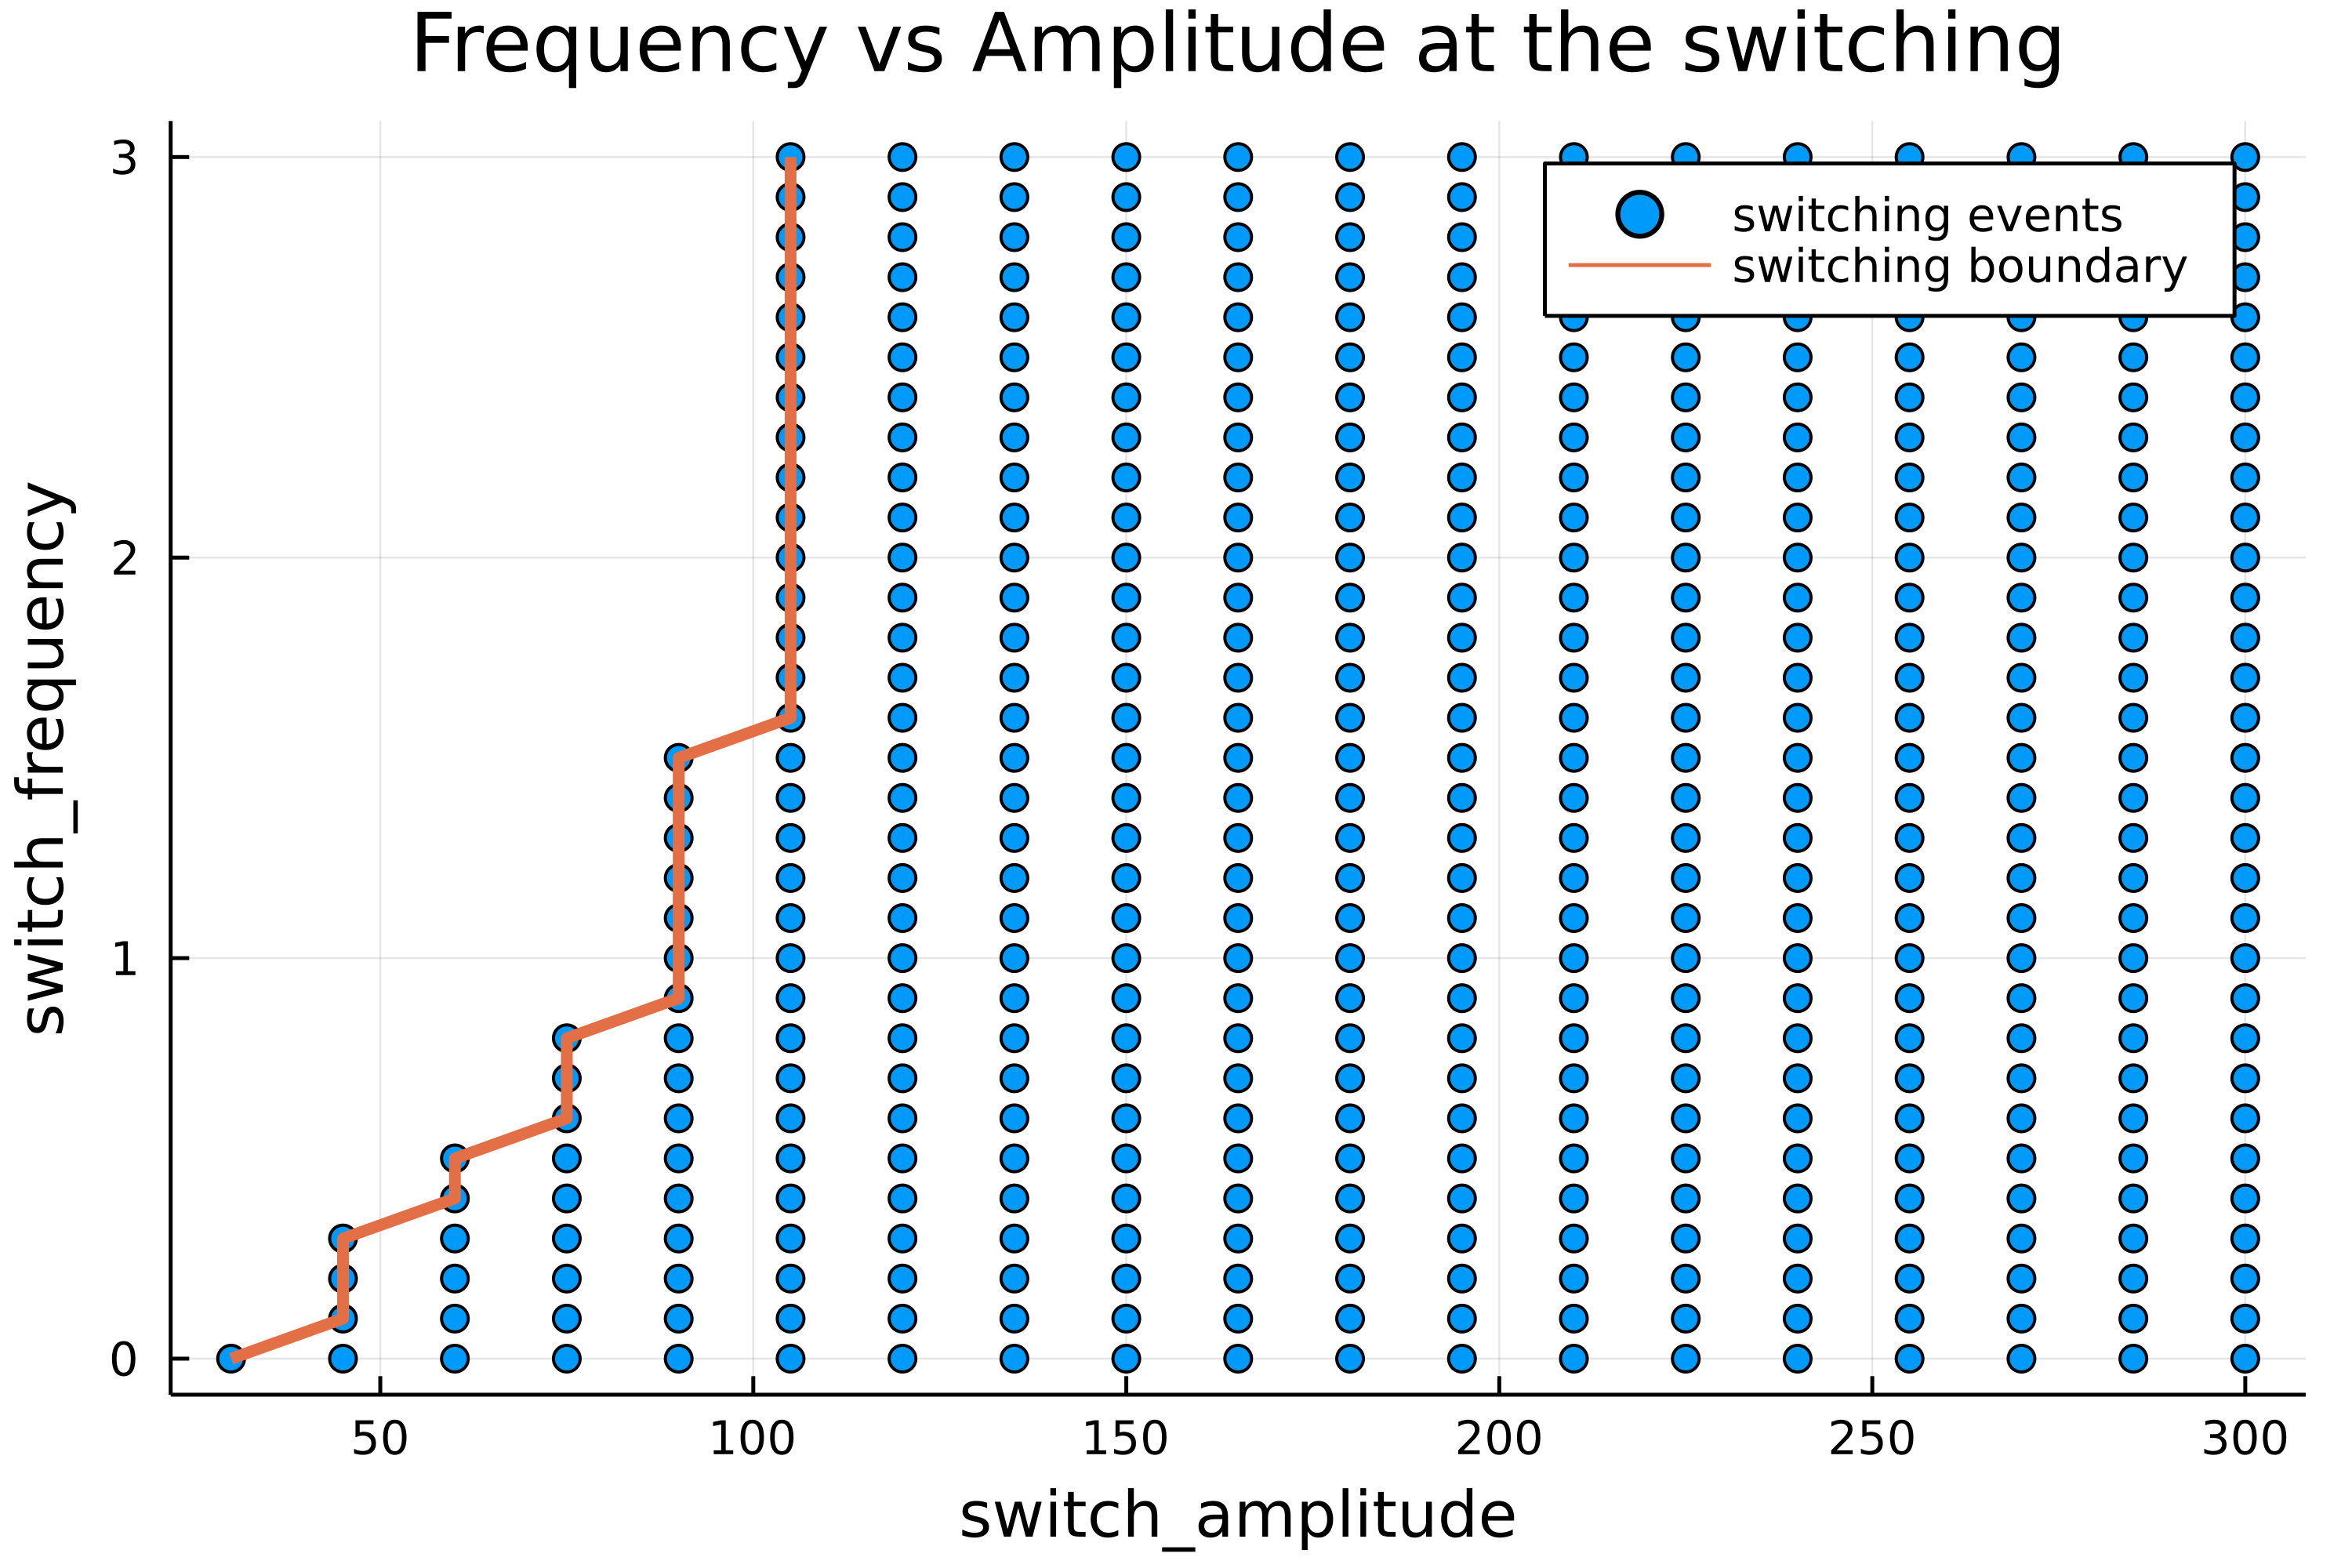 Frequency vs Amplitude at the switching
switching events
switching boundary
switch_frequency
3
2
1
0
50 100 150 200 250 300
switch_amplitude